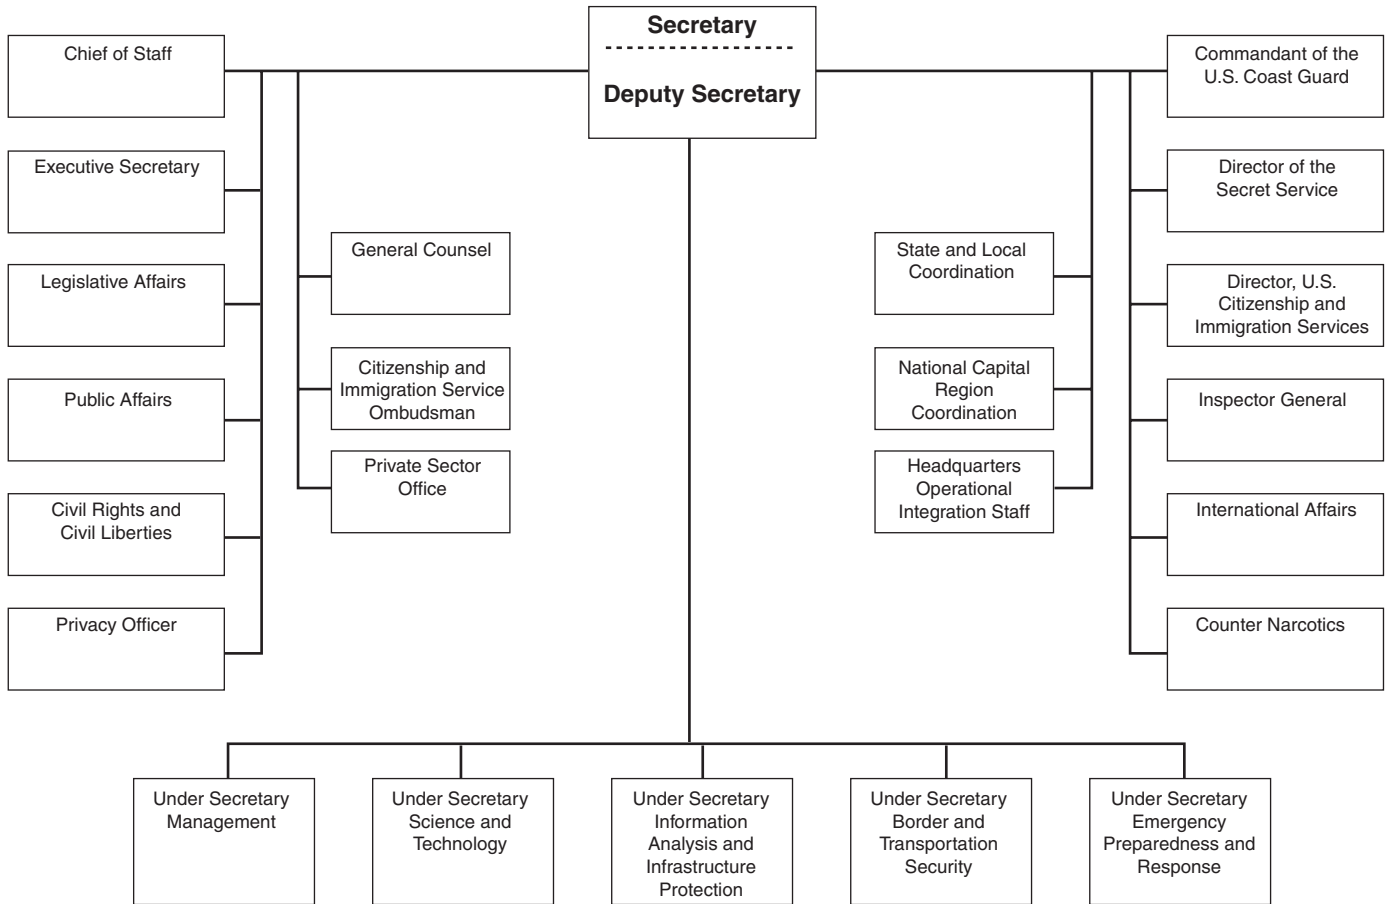 Secretary
Deputy Secretary
Chief of Staff
Executive Secretary
Legislative Affairs
Public Affairs
Civil Rights and
Civil Liberties
Privacy Officer
General Counsel
Citizenship and
Immigration Service
Ombudsman
Private Sector
Office
State and Local
Coordination
National Capital
Region
Coordination
Headquarters
Operational
Integration Staff
Commandant of the
U.S. Coast Guard
Director of the
Secret Service
Director, U.S.
Citizenship and
Immigration Services
Inspector General
International Affairs
Counter Narcotics
Under Secretary
Management
Under Secretary
Science and
Technology
Under Secretary
Information
Analysis and
Infrastructure
Protection
Under Secretary
Border and
Transportation
Security
Under Secretary
Emergency
Preparedness and
Response